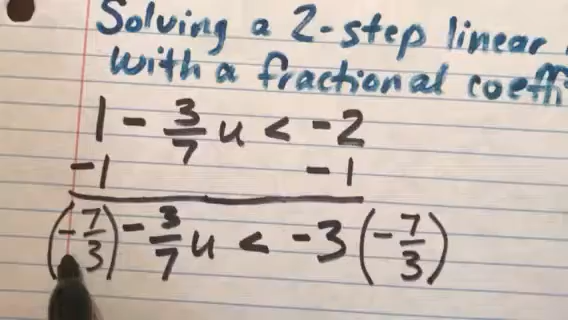 Solving a 2-step linear
with a fractional
1 - 3/7 u < -2
-1 -1
(-7/3) - 3/7 u < -3 (-7/3)